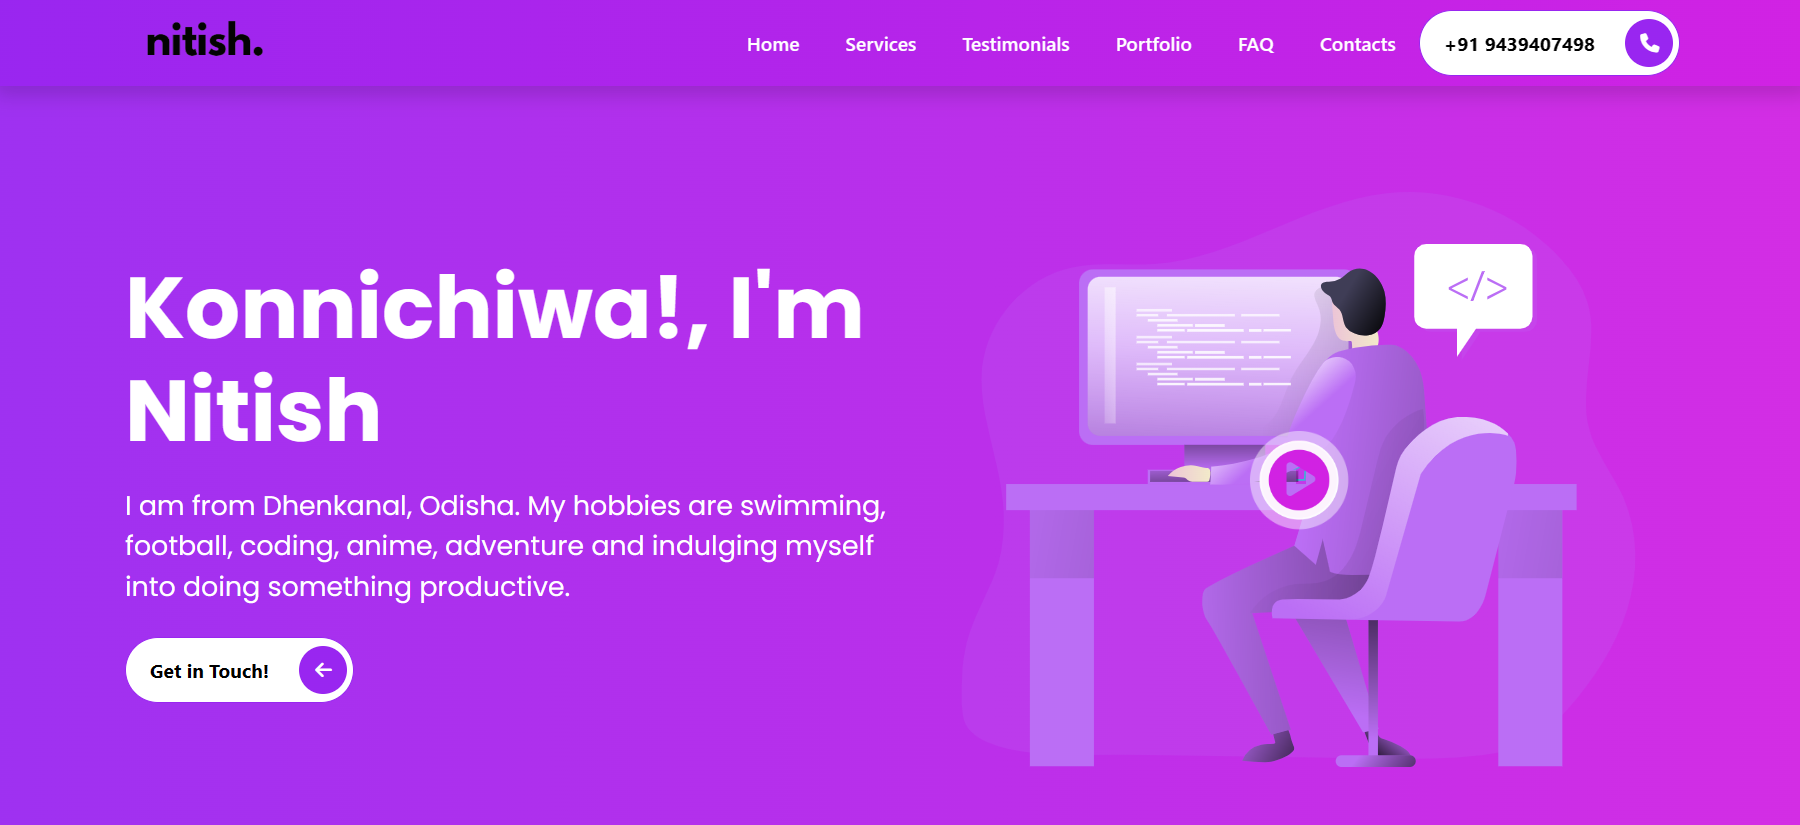 nitish.
Home Services Testimonials Portfolio FAQ Contacts +91 9439407498
Konnichiwa!, I'm
Nitish
I am from Dhenkanal, Odisha. My hobbies are swimming,
football, coding, anime, adventure and indulging myself
into doing something productive.
Get in Touch!
</>